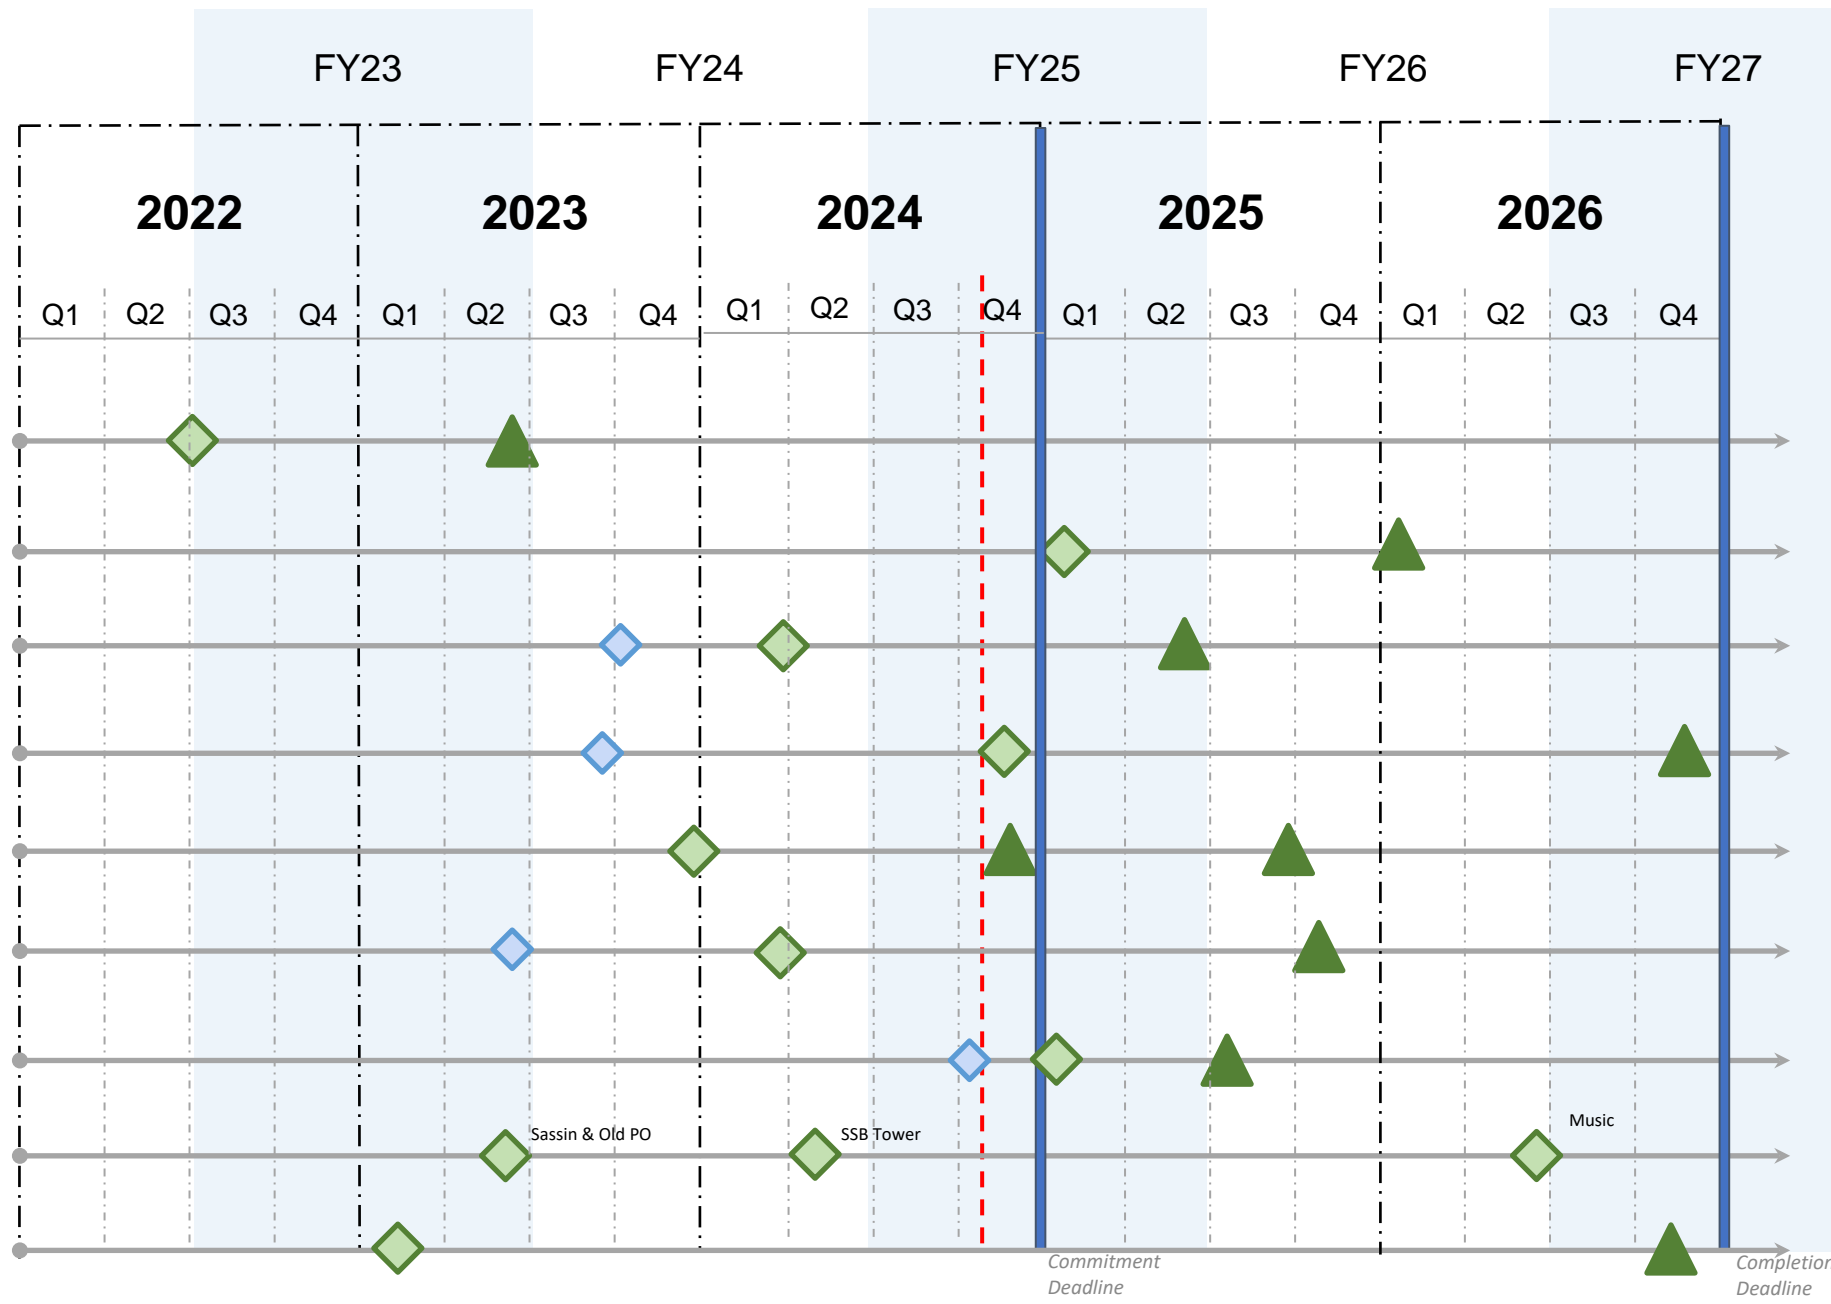 FY23 FY24 FY25 FY26 FY27
2022 2023 2024 2025 2026
Q1 Q2 Q3 Q4 Q1 Q2 Q3 Q4 Q1 Q2 Q3 Q4 Q1 Q2 Q3 Q4 Q1 Q2 Q3 Q4
Sassin & Old PO
SSB Tower
Music
Commitment
Deadline
Completion
Deadline